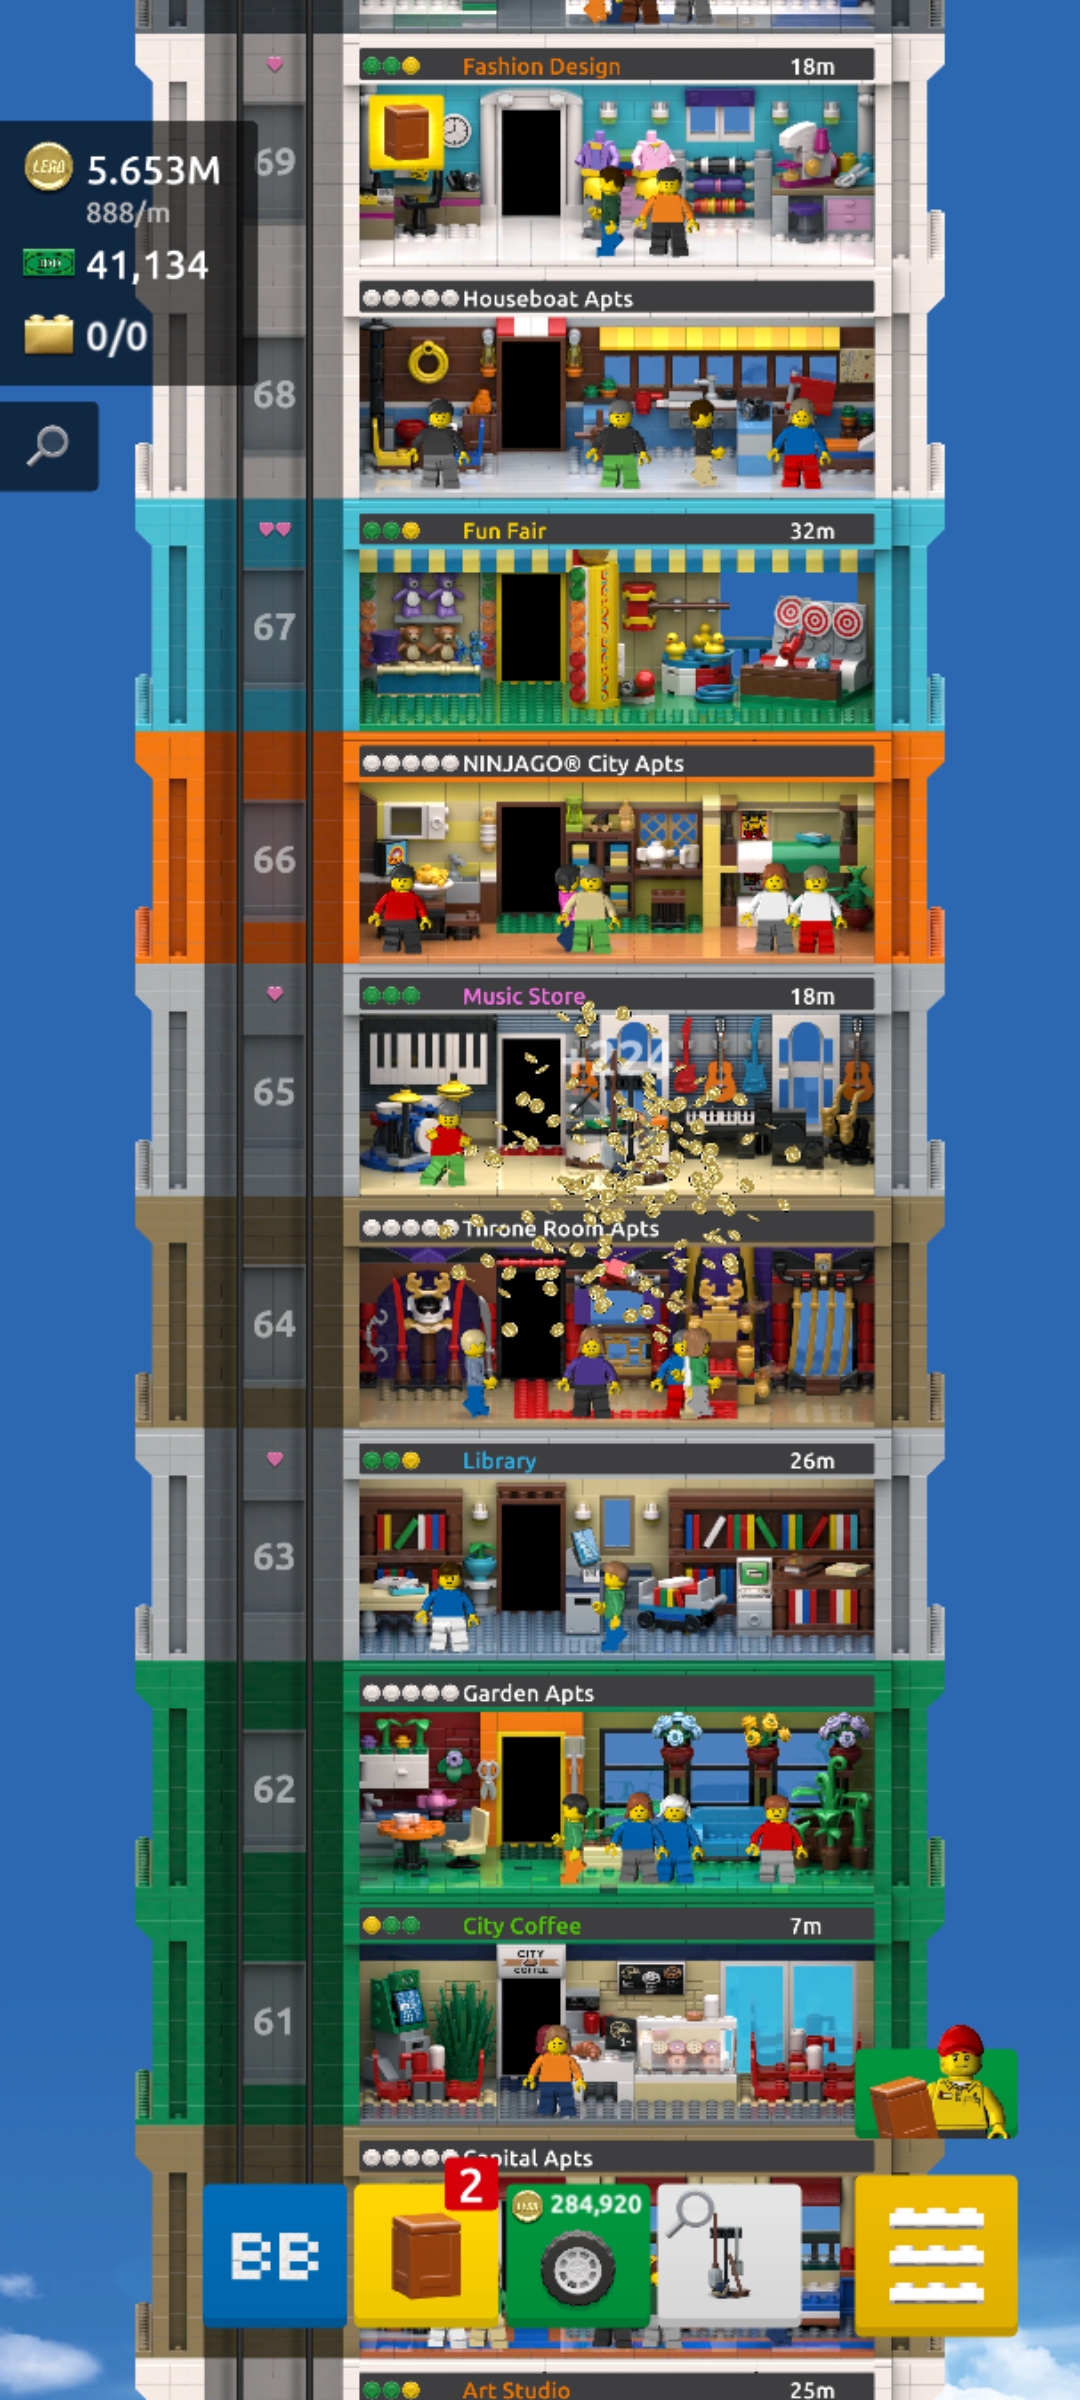 Fashion Design 18m
69
LEGO 5.653M
888/m
41,134
0/0
Houseboat Apts
68
Fun Fair 32m
67
NINJAGO® City Apts
66
Music Store 18m
+224
65
Throne Room Apts
64
Library 26m
63
Garden Apts
62
City Coffee 7m
CITY
COFFEE
61
Capital Apts
2
284,920
BB
Art Studio 25m